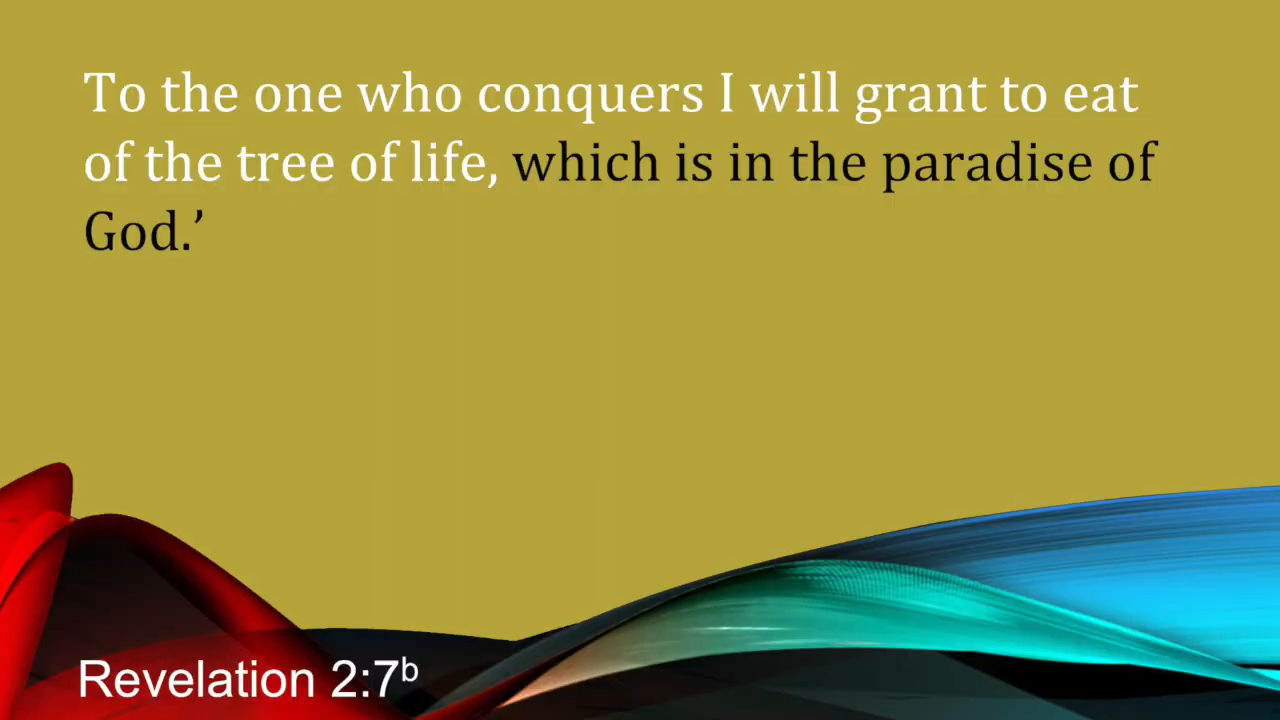 To the one who conquers I will grant to eat
of the tree of life, which is in the paradise of
God.’
Revelation 2:7ᵇ